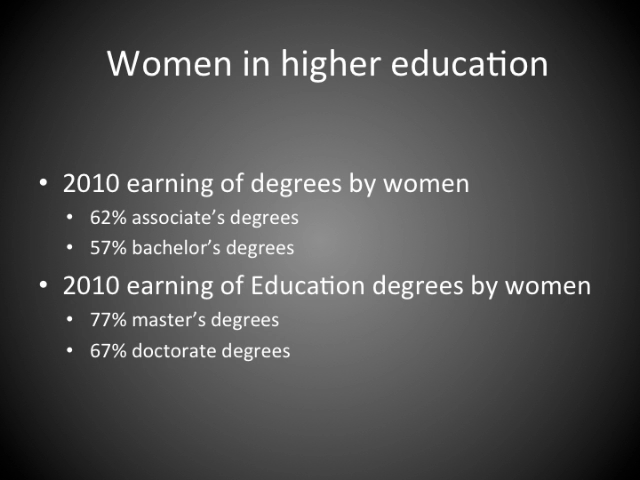 Women in higher education
• 2010 earning of degrees by women
• 62% associate’s degrees
• 57% bachelor’s degrees
• 2010 earning of Education degrees by women
• 77% master’s degrees
• 67% doctorate degrees